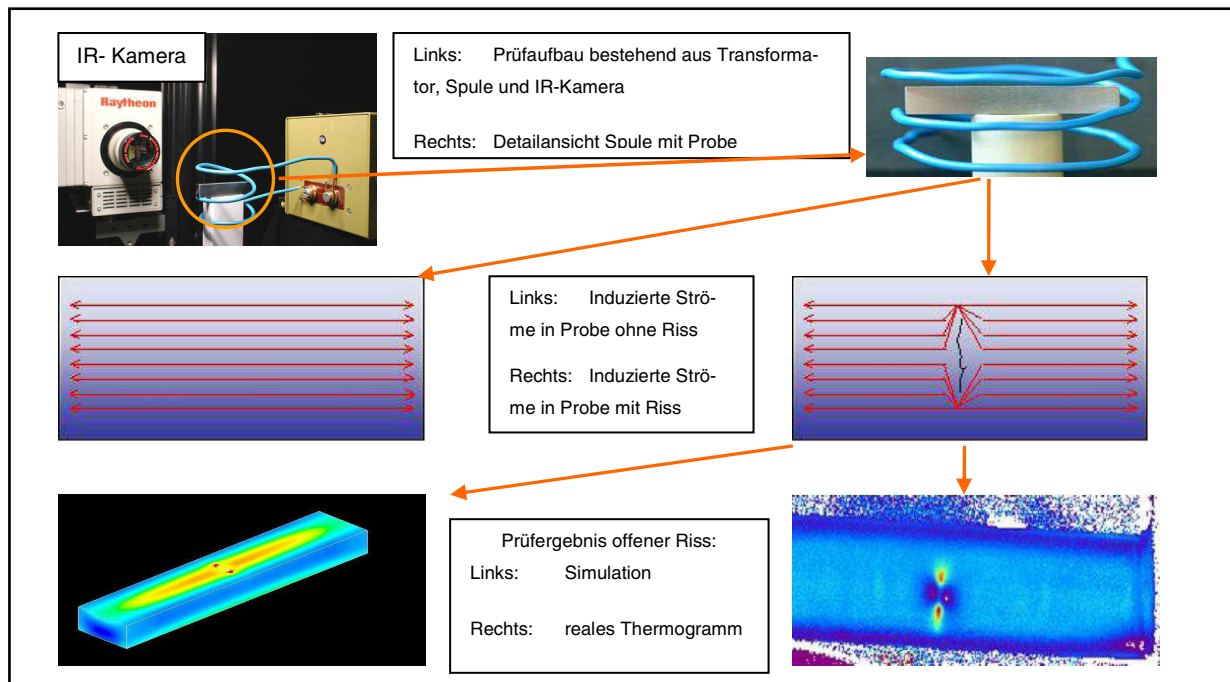 IR- Kamera
Raytheon
Links: Prüfaufbau bestehend aus Transforma-
tor, Spule und IR-Kamera
Rechts: Detailansicht Spule mit Probe
Links: Induzierte Strö-
me in Probe ohne Riss
Rechts: Induzierte Strö-
me in Probe mit Riss
Prüfergebnis offener Riss:
Links: Simulation
Rechts: reales Thermogramm